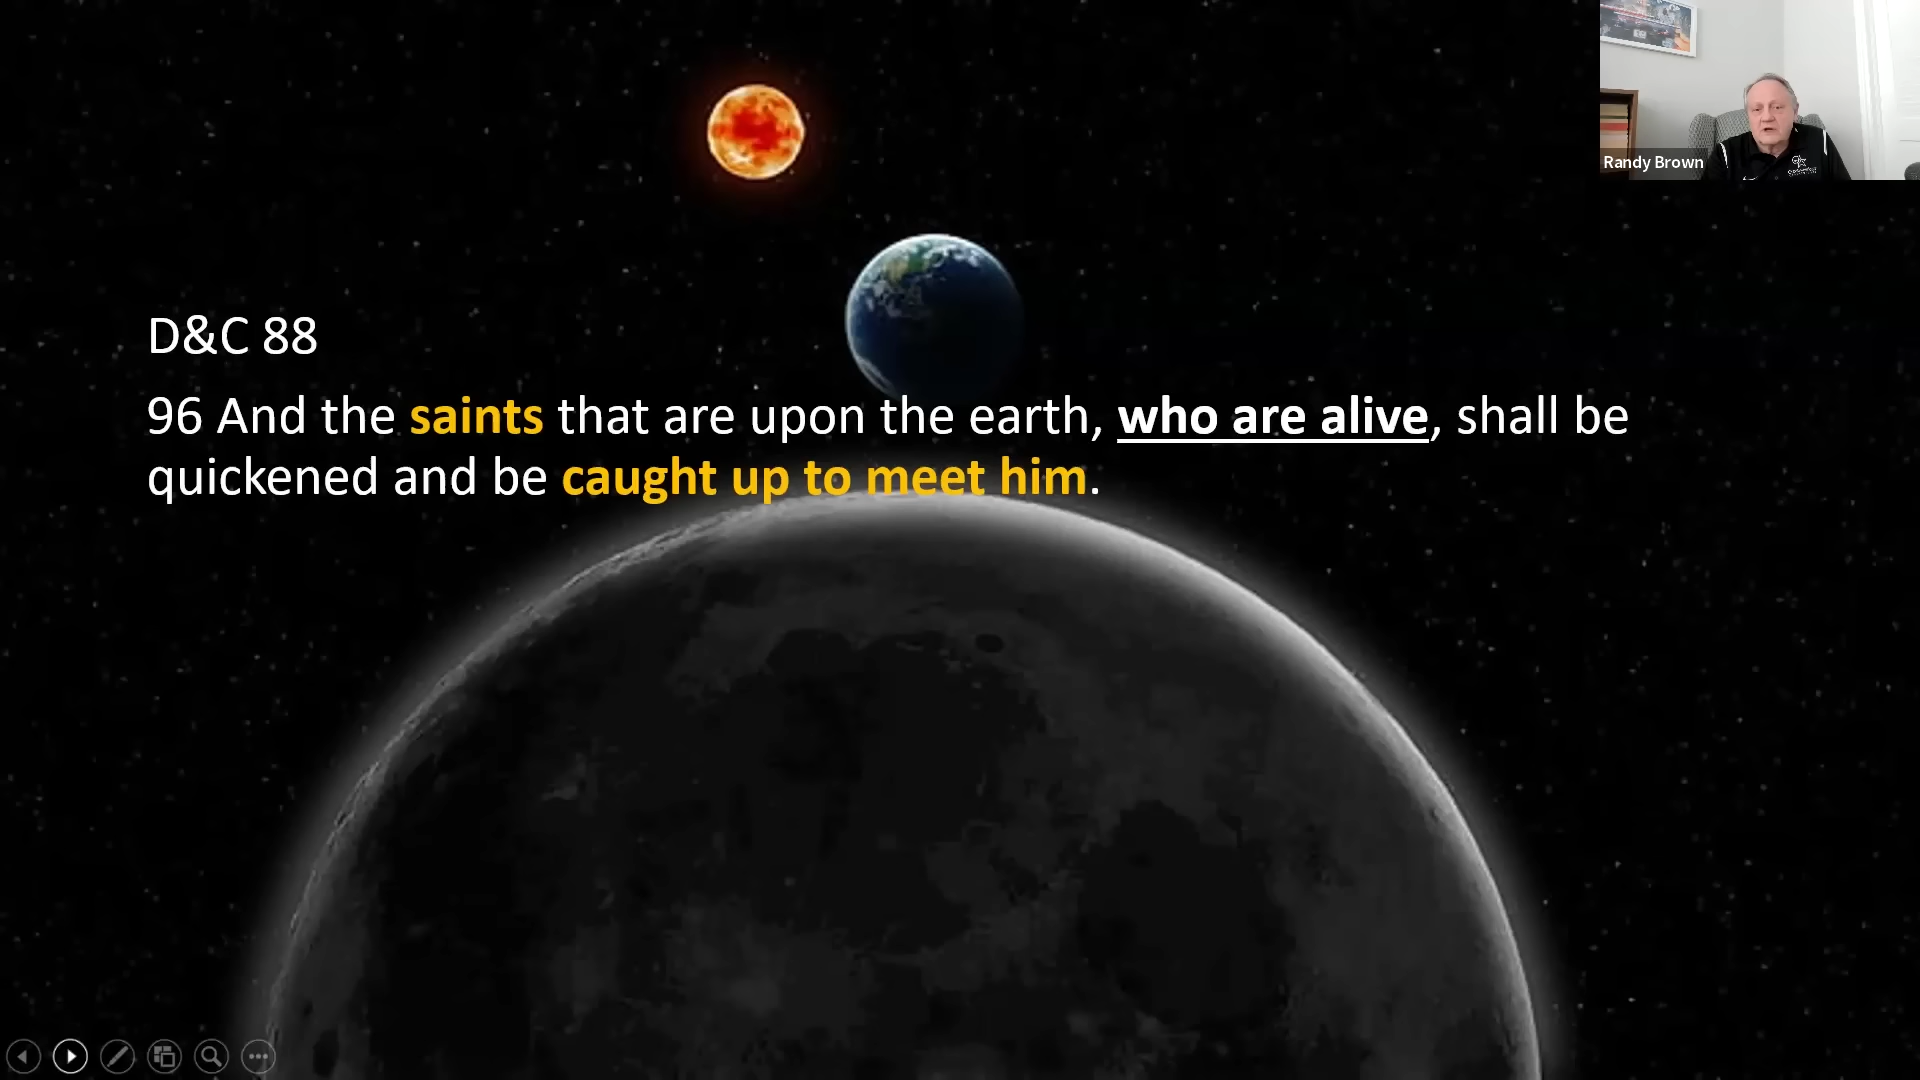 Randy Brown
D&C 88
96 And the saints that are upon the earth, who are alive, shall be
quickened and be caught up to meet him.